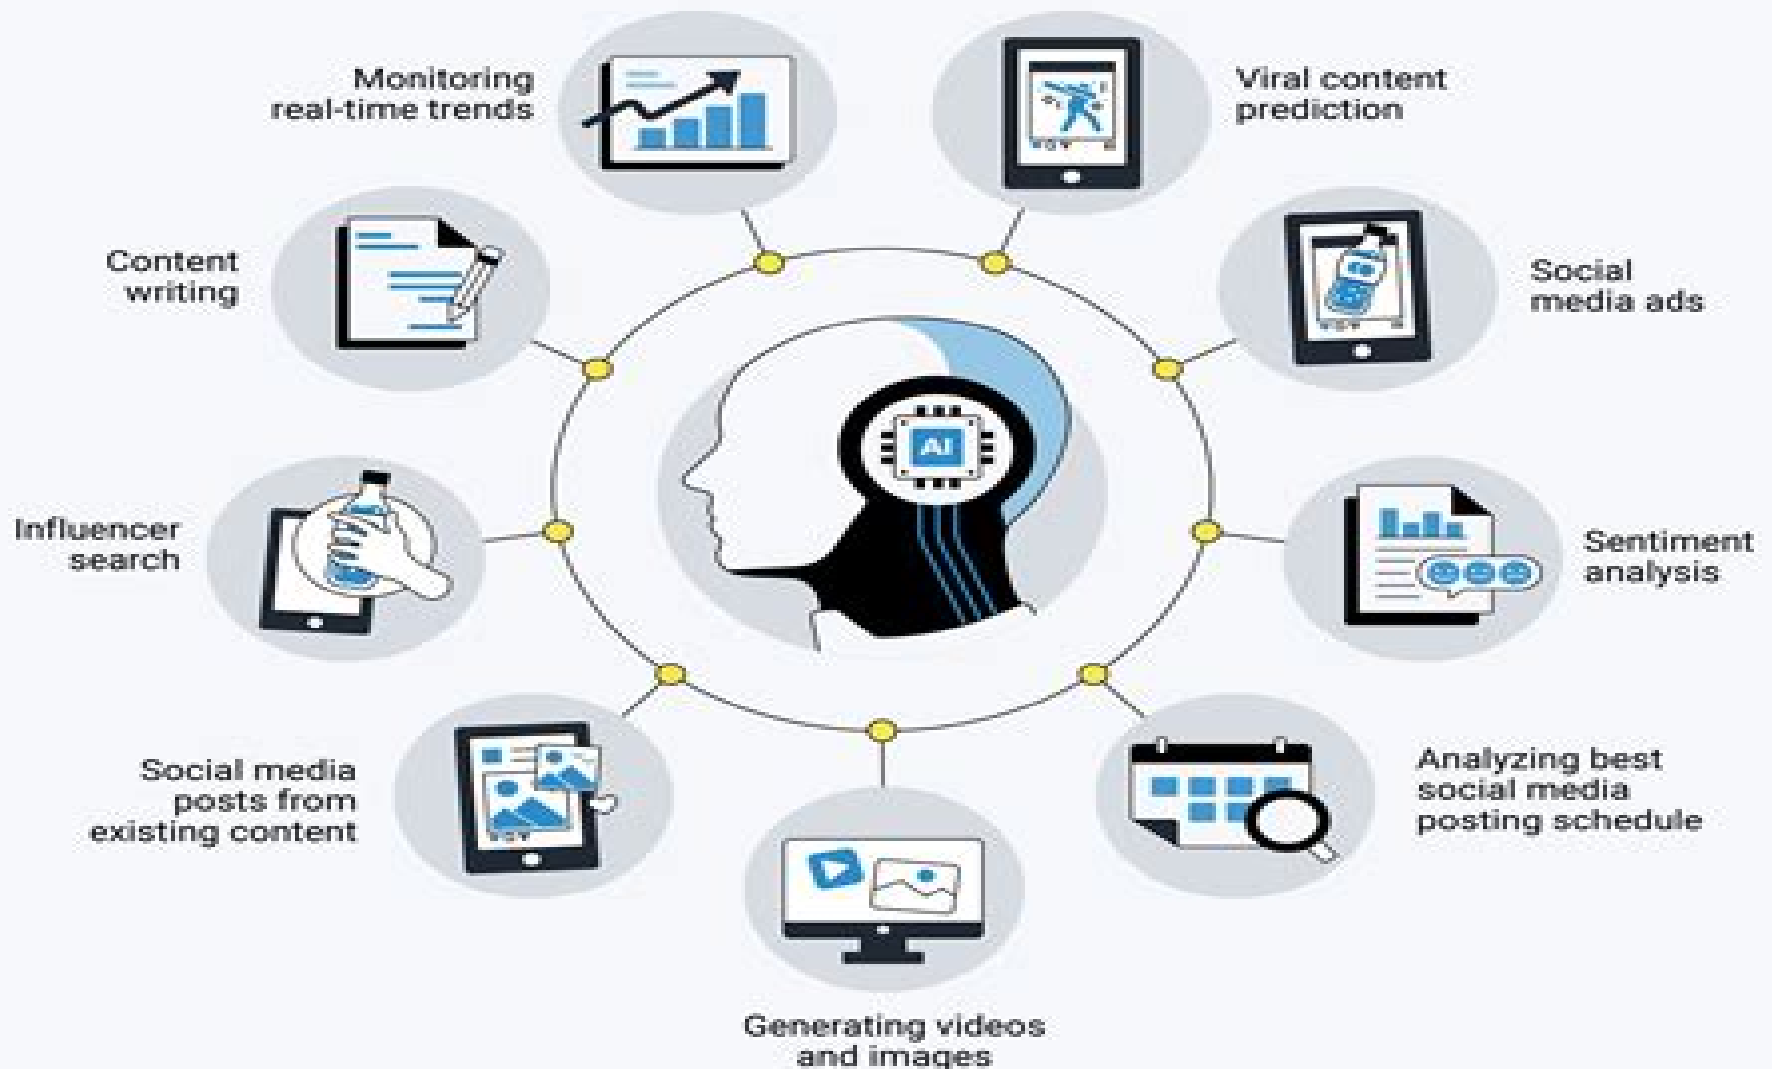 Monitoring
real-time trends
Viral content
prediction
Content
writing
Social
media ads
AI
Influencer
search
Sentiment
analysis
Social media
posts from
existing content
Analyzing best
social media
posting schedule
Generating videos
and images